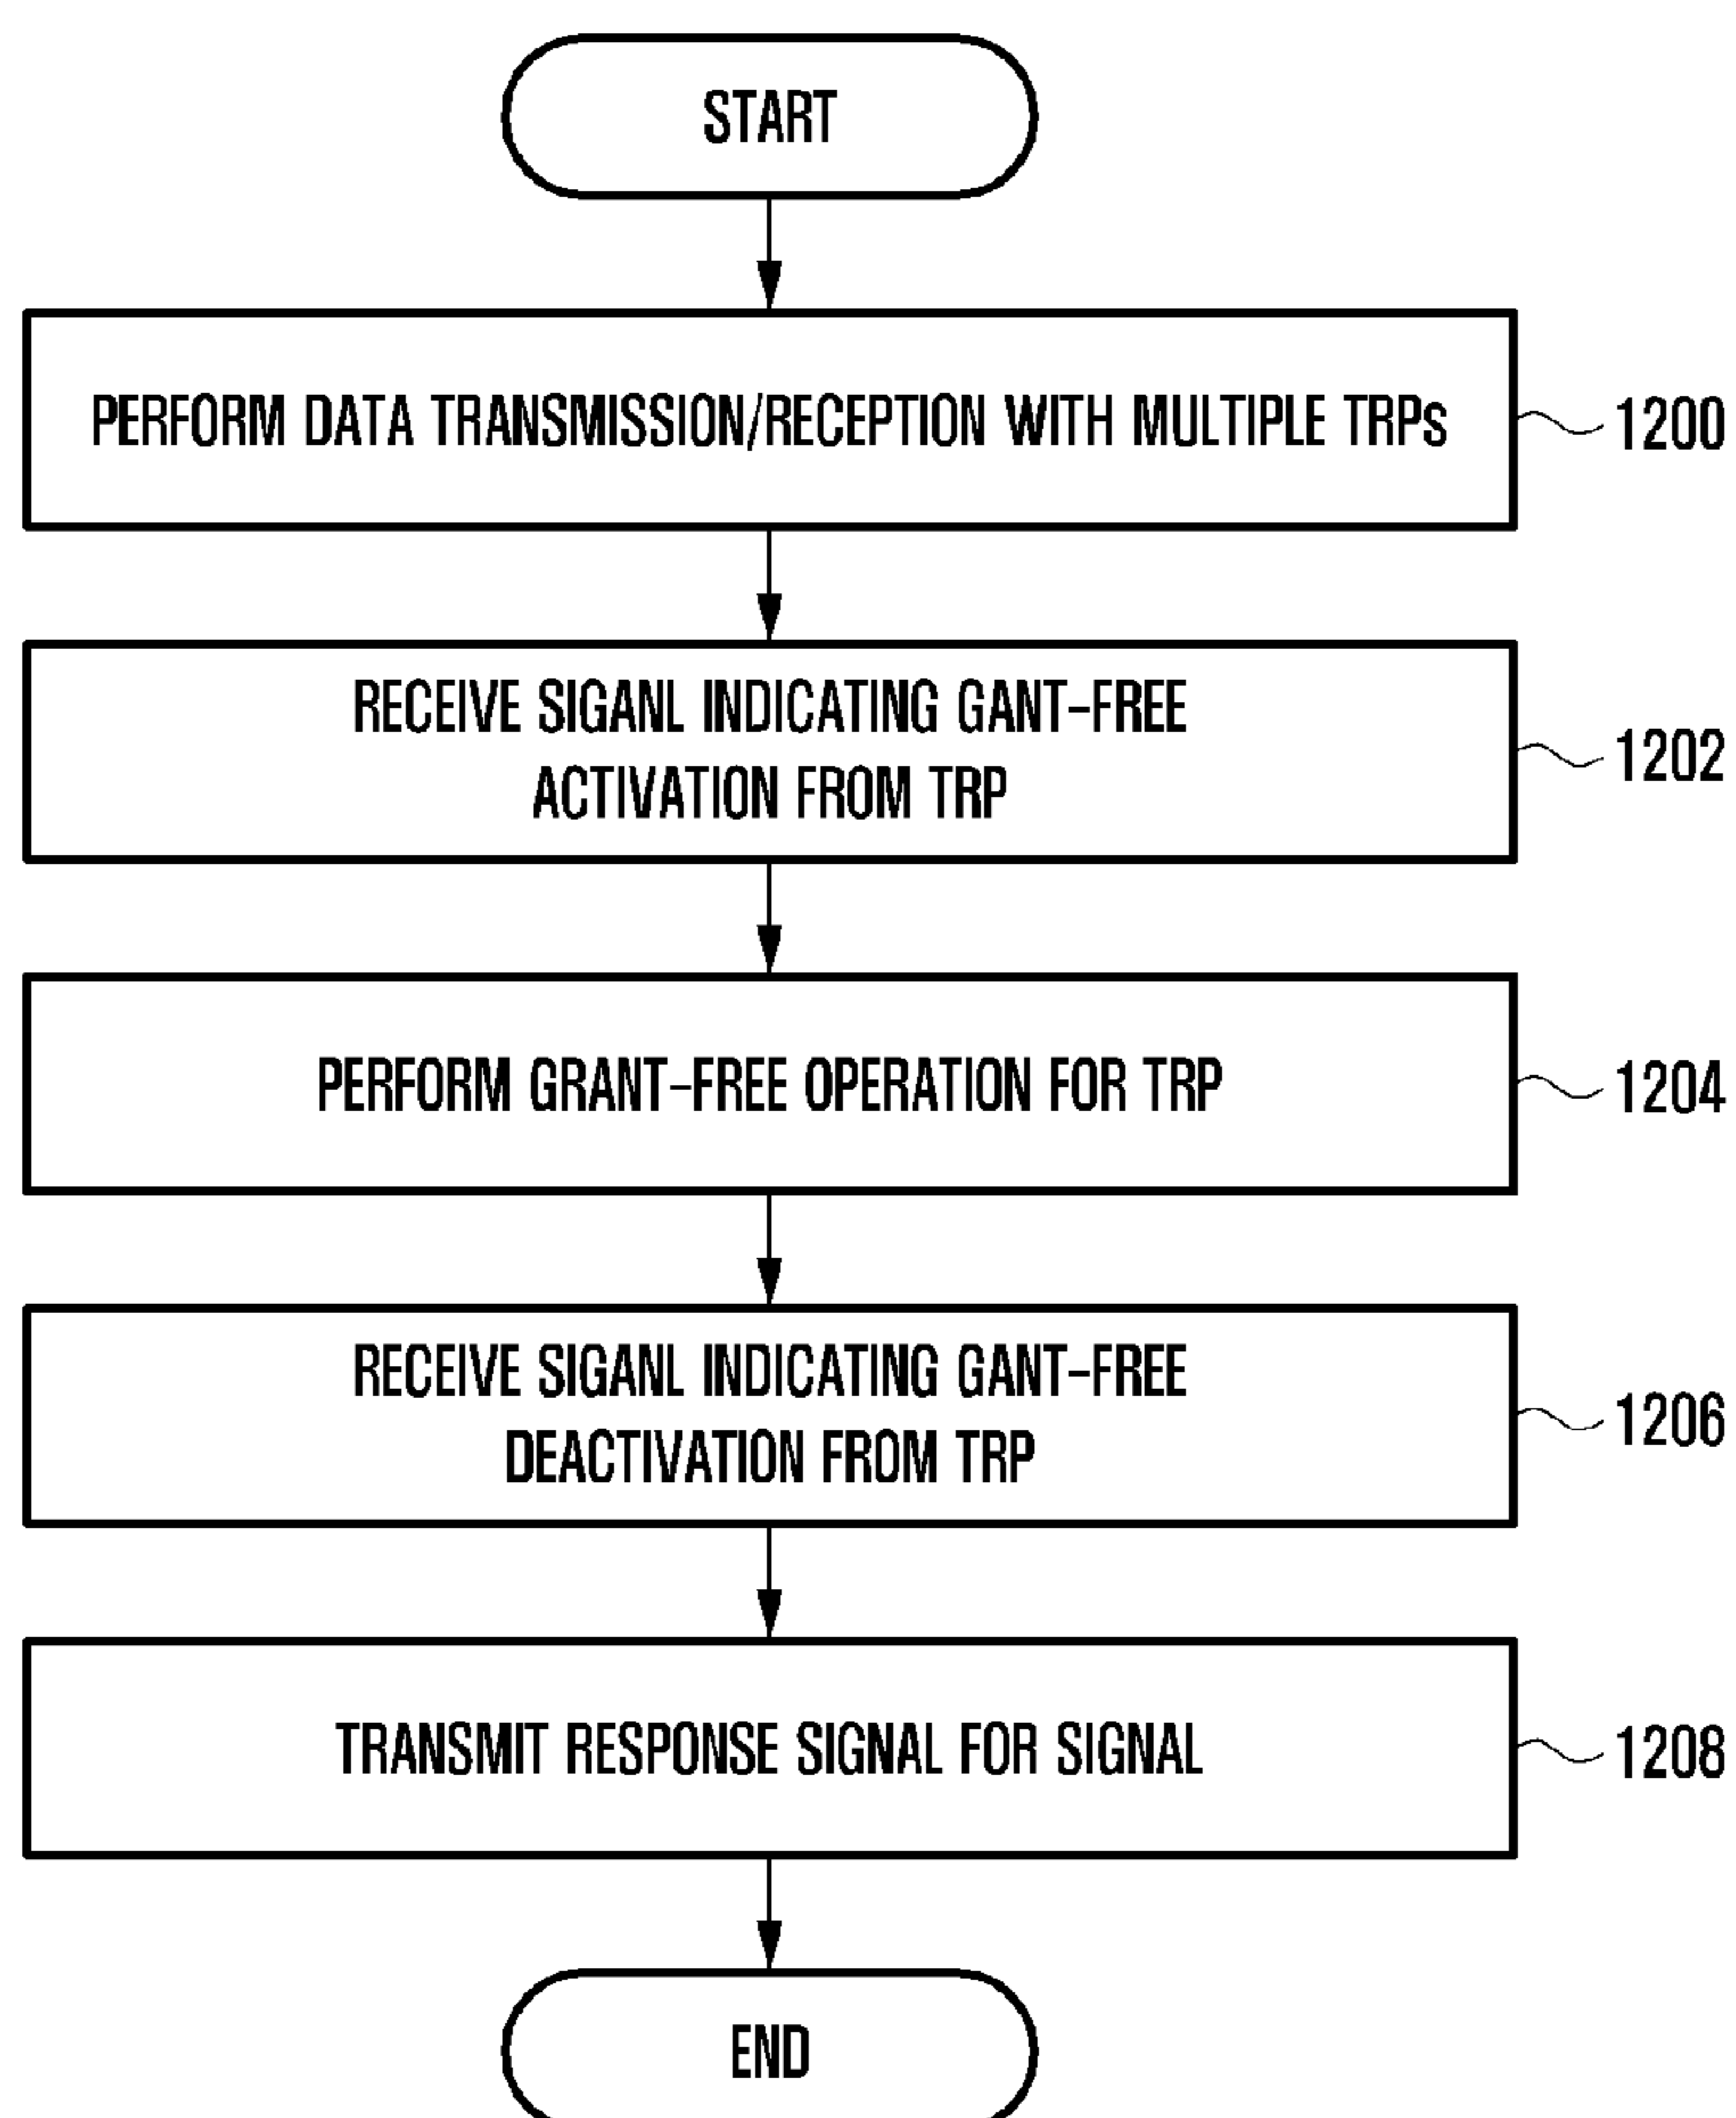 START
PERFORM DATA TRANSMISSION/RECEPTION WITH MULTIPLE TRPs
1200
RECEIVE SIGANL INDICATING GANT-FREE
ACTIVATION FROM TRP
1202
PERFORM GRANT-FREE OPERATION FOR TRP
1204
RECEIVE SIGANL INDICATING GANT-FREE
DEACTIVATION FROM TRP
1206
TRANSMIT RESPONSE SIGNAL FOR SIGNAL
1208
END